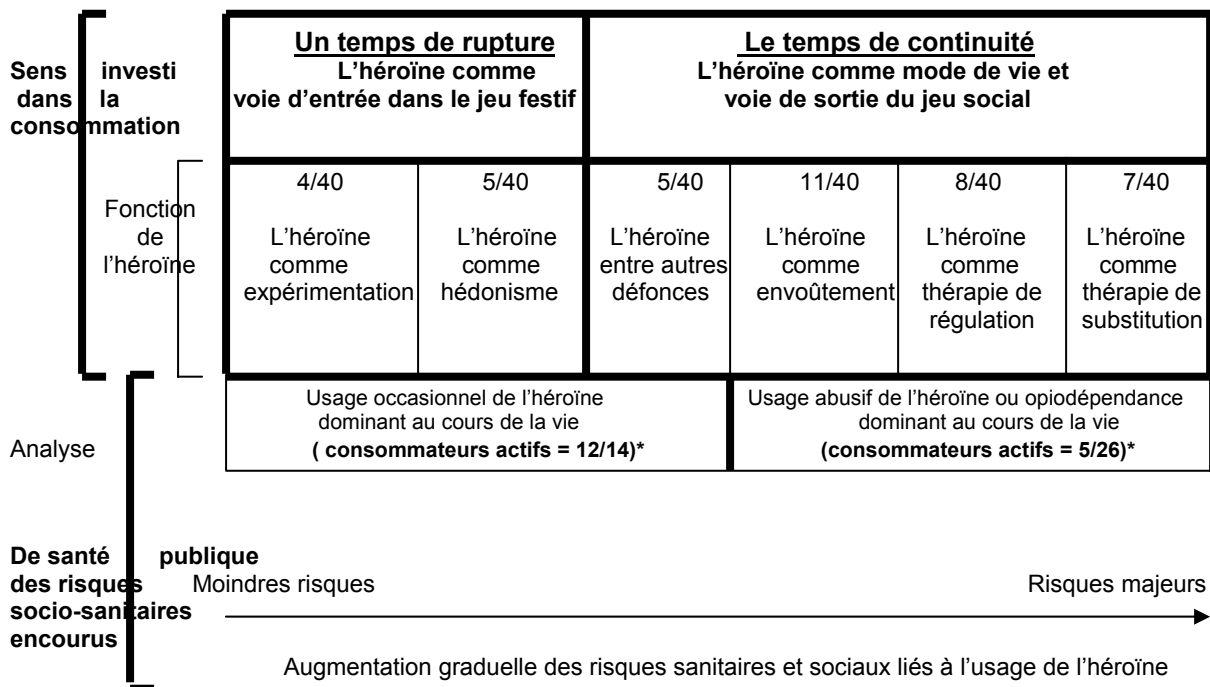 Un temps de rupture
L'héroïne comme
voie d'entrée dans le jeu festif
Le temps de continuité
L'héroïne comme mode de vie et
voie de sortie du jeu social
Sens investi
dans la
consommation
Fonction
de
l'héroïne
4/40
L'héroïne
comme
expérimentation
5/40
L'héroïne
comme
hédonisme
5/40
L'héroïne
entre autres
défonces
11/40
L'héroïne
comme
envoûtement
8/40
L'héroïne
comme
thérapie de
régulation
7/40
L'héroïne
comme
thérapie de
substitution
Usage occasionnel de l'héroïne
dominant au cours de la vie
( consommateurs actifs = 12/14)*
Usage abusif de l'héroïne ou opiodépendance
dominant au cours de la vie
(consommateurs actifs = 5/26)*
Analyse
De santé publique
des risques
socio-sanitaires
encourus
Moindres risques
Risques majeurs
Augmentation graduelle des risques sanitaires et sociaux liés à l'usage de l'héroïne